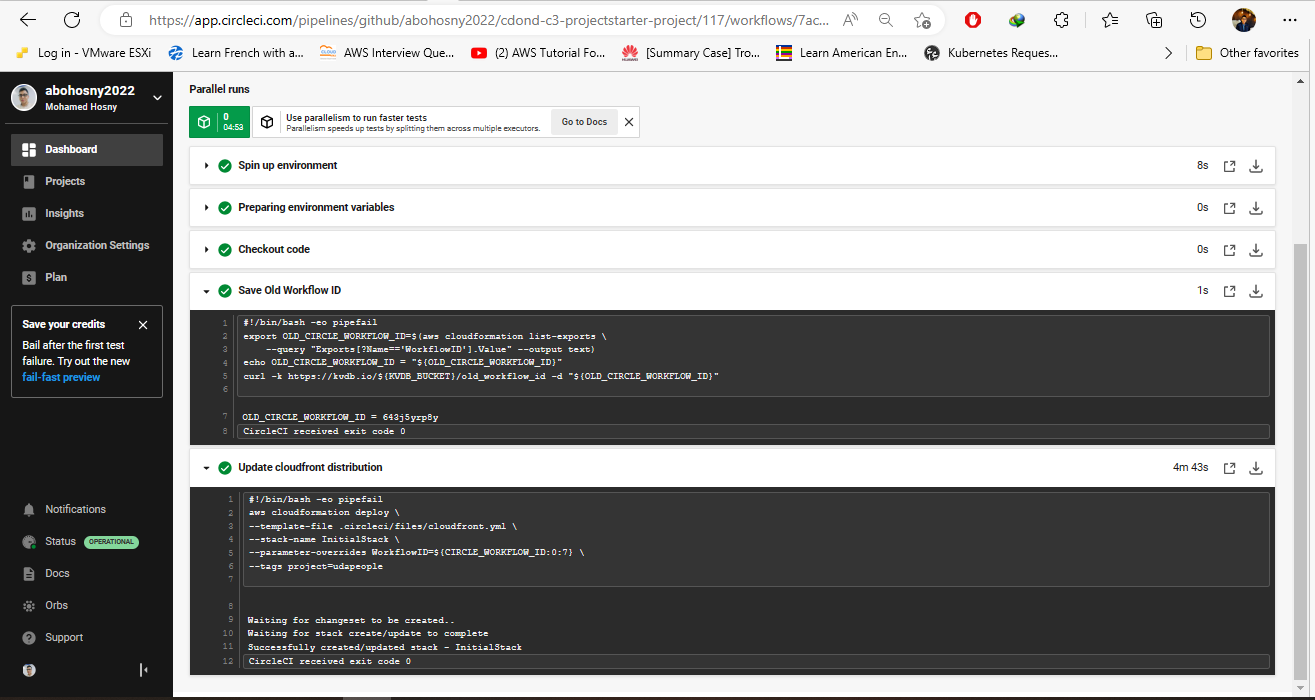 https://app.circleci.com/pipelines/github/abohosny2022/cdond-c3-projectstarter-project/117/workflows/7ac...
Log in - VMware ESXi
Learn French with a...
AWS Interview Que...
(2) AWS Tutorial Fo...
[Summary Case] Tro...
Learn American En...
Kubernetes Reques...
Other favorites
abohosny2022
Mohamed Hosny
Dashboard
Projects
Insights
Organization Settings
Plan
Save your credits
Bail after the first test
failure. Try out the new
fail-fast preview
Notifications
Status OPERATIONAL
Docs
Orbs
Support
Parallel runs
0
04:53
Use parallelism to run faster tests
Parallelism speeds up tests by splitting them across multiple executors.
Go to Docs
Spin up environment 8s
Preparing environment variables 0s
Checkout code 0s
Save Old Workflow ID 1s
1 #!/bin/bash -eo pipefail
2 export OLD_CIRCLE_WORKFLOW_ID=$(aws cloudformation list-exports \
3 --query "Exports[?Name=='WorkflowID'].Value" --output text)
4 echo OLD_CIRCLE_WORKFLOW_ID = "${OLD_CIRCLE_WORKFLOW_ID}"
5 curl -k https://kvdb.io/${KVDB_BUCKET}/old_workflow_id -d "${OLD_CIRCLE_WORKFLOW_ID}"
6
7 OLD_CIRCLE_WORKFLOW_ID = 643j5yrp8y
8 CircleCI received exit code 0
Update cloudfront distribution 4m 43s
1 #!/bin/bash -eo pipefail
2 aws cloudformation deploy \
3 --template-file .circleci/files/cloudfront.yml \
4 --stack-name InitialStack \
5 --parameter-overrides WorkflowID=${CIRCLE_WORKFLOW_ID:0:7} \
6 --tags project=udapeople
7
8
9 Waiting for changeset to be created..
10 Waiting for stack create/update to complete
11 Successfully created/updated stack - InitialStack
12 CircleCI received exit code 0